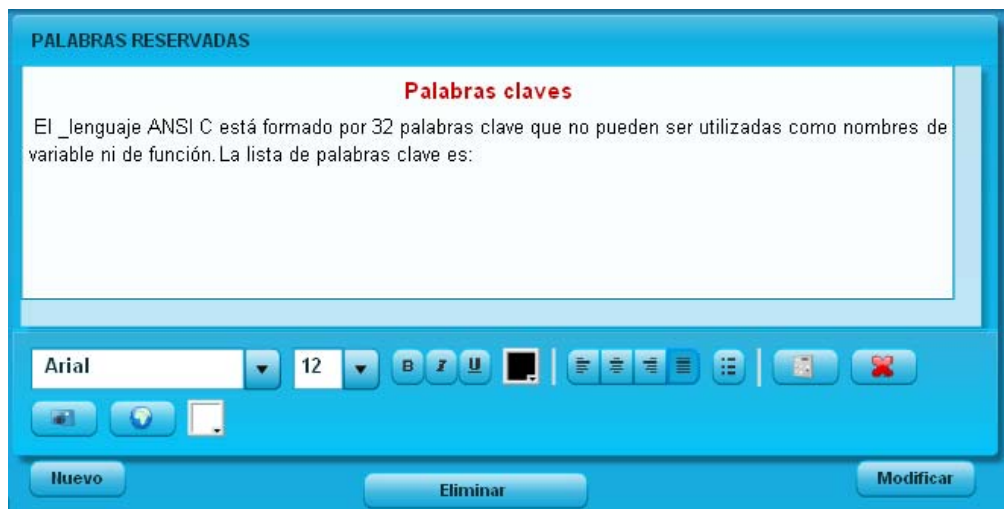 PALABRAS RESERVADAS
Palabras claves
El _lenguaje ANSI C está formado por 32 palabras clave que no pueden ser utilizadas como nombres de
variable ni de función. La lista de palabras clave es:
Arial 12 B I U
Nuevo Eliminar Modificar